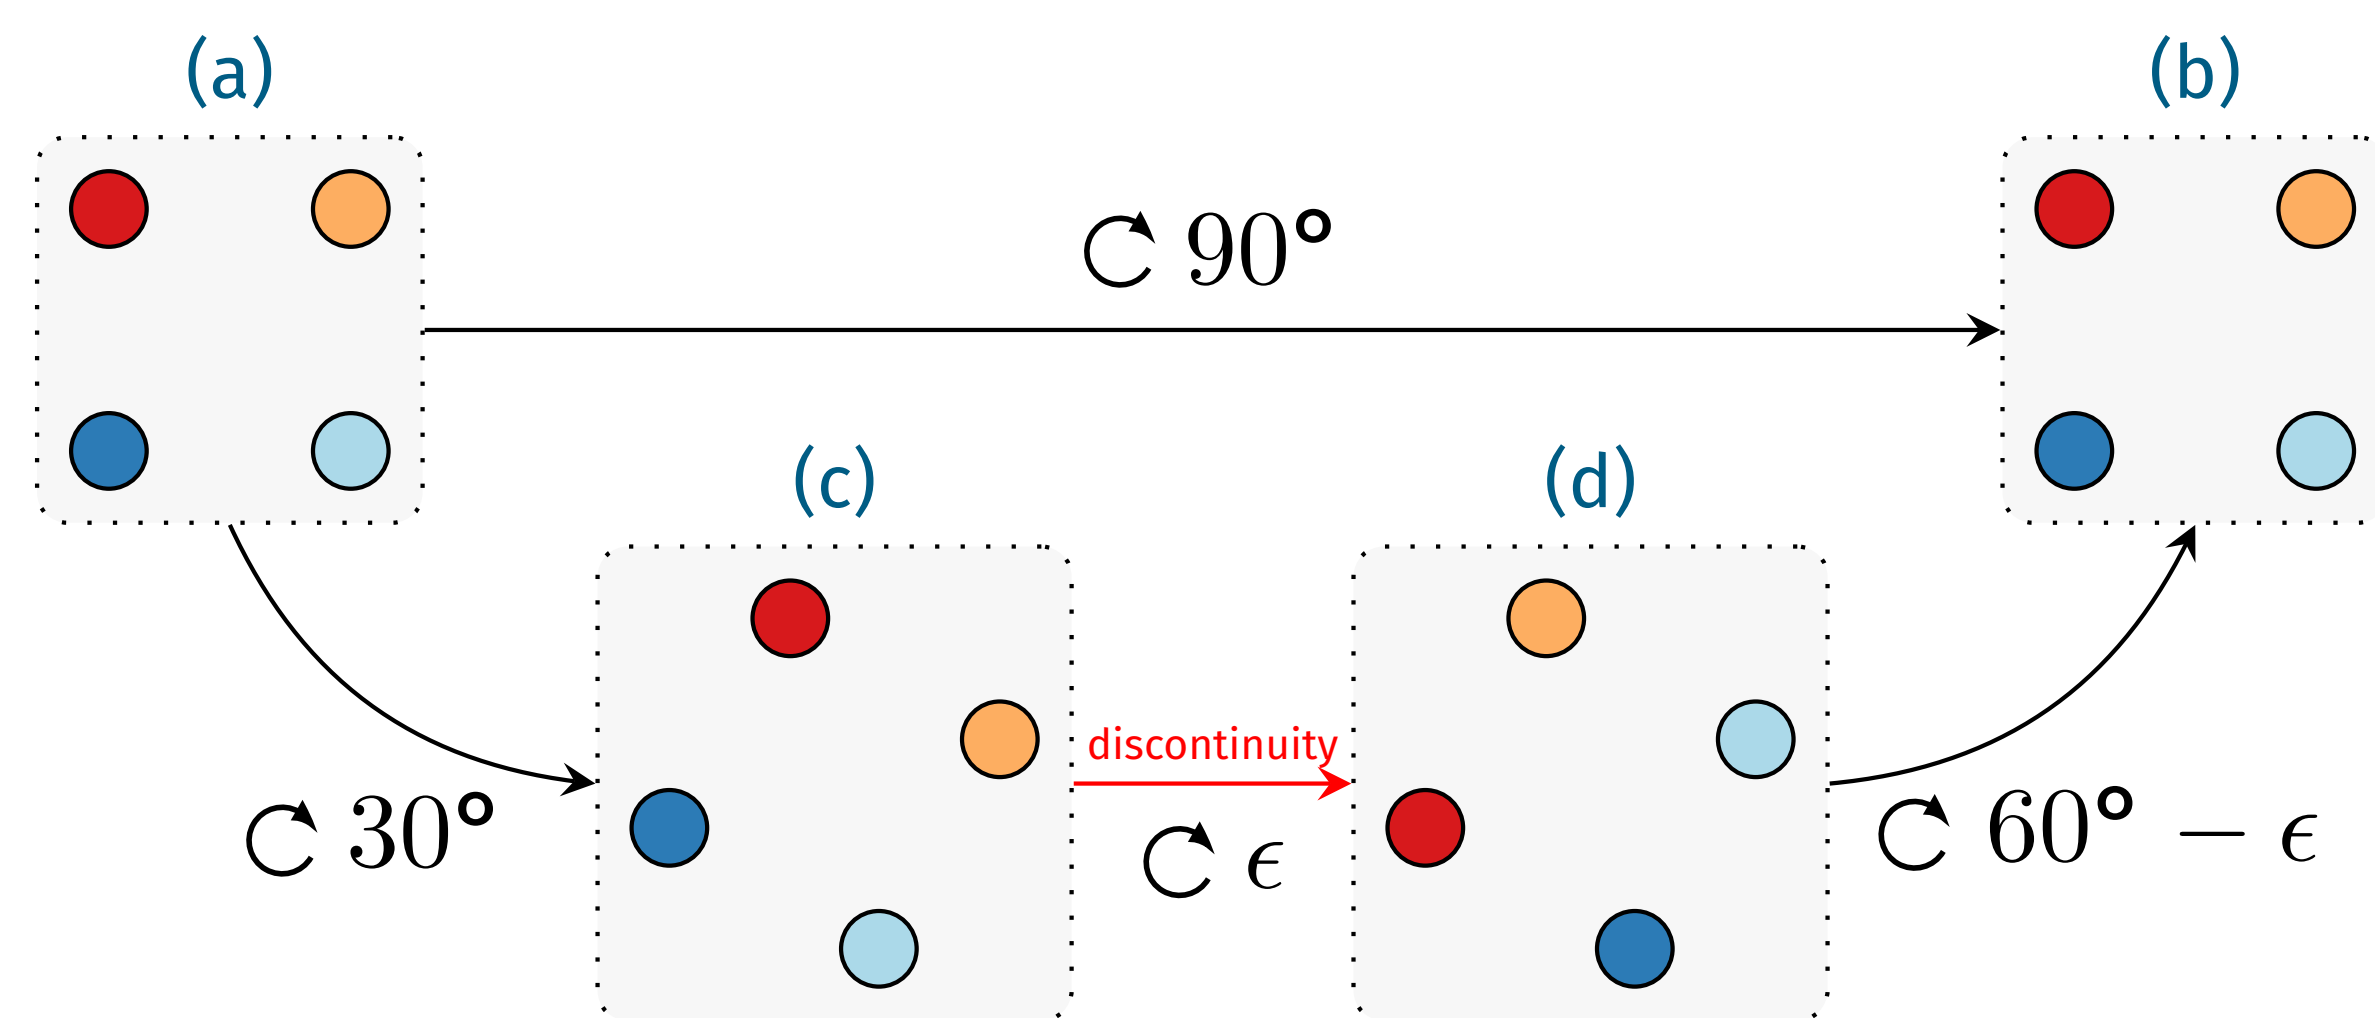 (a)
(b)
↻ 90°
(c)
(d)
discontinuity
↻ 30°
↻ ϵ
↻ 60° − ϵ